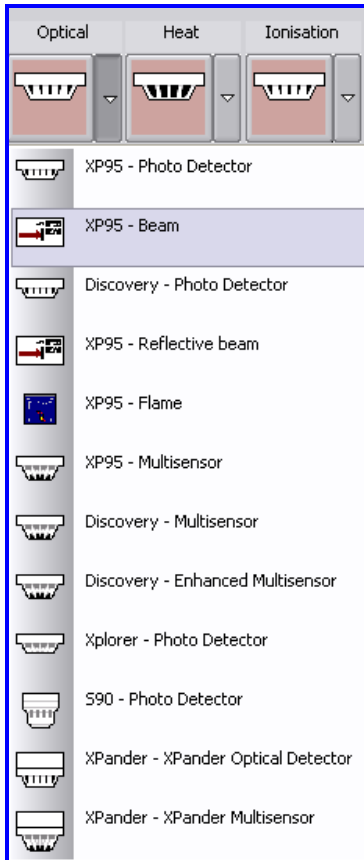 Optical Heat Ionisation
XP95 - Photo Detector
XP95 - Beam
Discovery - Photo Detector
XP95 - Reflective beam
XP95 - Flame
XP95 - Multisensor
Discovery - Multisensor
Discovery - Enhanced Multisensor
Xplorer - Photo Detector
S90 - Photo Detector
XPander - XPander Optical Detector
XPander - XPander Multisensor